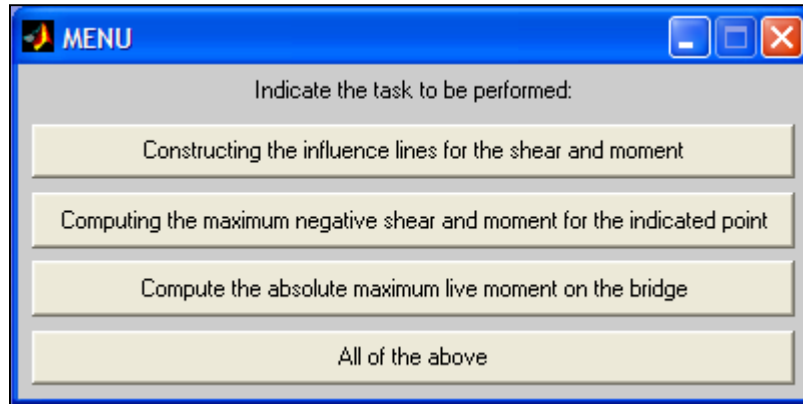 MENU
Indicate the task to be performed:
Constructing the influence lines for the shear and moment
Computing the maximum negative shear and moment for the indicated point
Compute the absolute maximum live moment on the bridge
All of the above